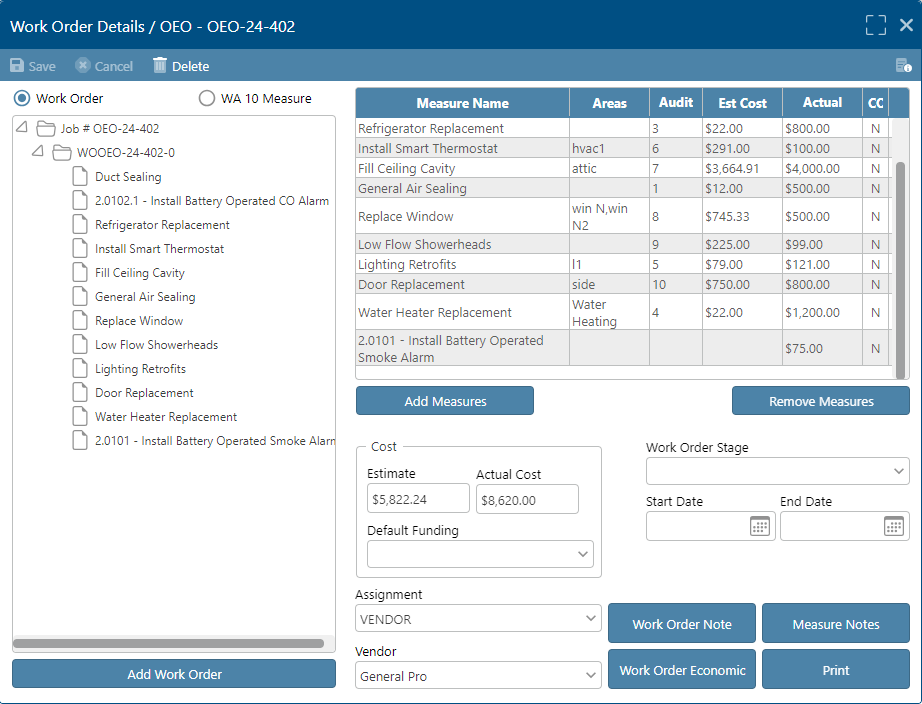 Work Order Details / OEO - OEO-24-402
Save Cancel Delete
Work Order WA 10 Measure
Job # OEO-24-402
WOOEO-24-402-0
Duct Sealing
2.0102.1 - Install Battery Operated CO Alarm
Refrigerator Replacement
Install Smart Thermostat
Fill Ceiling Cavity
General Air Sealing
Replace Window
Low Flow Showerheads
Lighting Retrofits
Door Replacement
Water Heater Replacement
2.0101 - Install Battery Operated Smoke Alarm
Add Work Order
Measure Name Areas Audit Est Cost Actual CC
Refrigerator Replacement 3 $22.00 $800.00 N
Install Smart Thermostat hvac1 6 $291.00 $100.00 N
Fill Ceiling Cavity attic 7 $3,664.91 $4,000.00 N
General Air Sealing 1 $12.00 $500.00 N
Replace Window win N,win N2 8 $745.33 $500.00 N
Low Flow Showerheads 9 $225.00 $99.00 N
Lighting Retrofits l1 5 $79.00 $121.00 N
Door Replacement side 10 $750.00 $800.00 N
Water Heater Replacement Water Heating 4 $22.00 $1,200.00 N
2.0101 - Install Battery Operated Smoke Alarm $75.00 N
Add Measures Remove Measures
Cost
Estimate Actual Cost
$5,822.24 $8,620.00
Default Funding
Work Order Stage
Start Date End Date
Assignment
VENDOR
Vendor
General Pro
Work Order Note Measure Notes
Work Order Economic Print